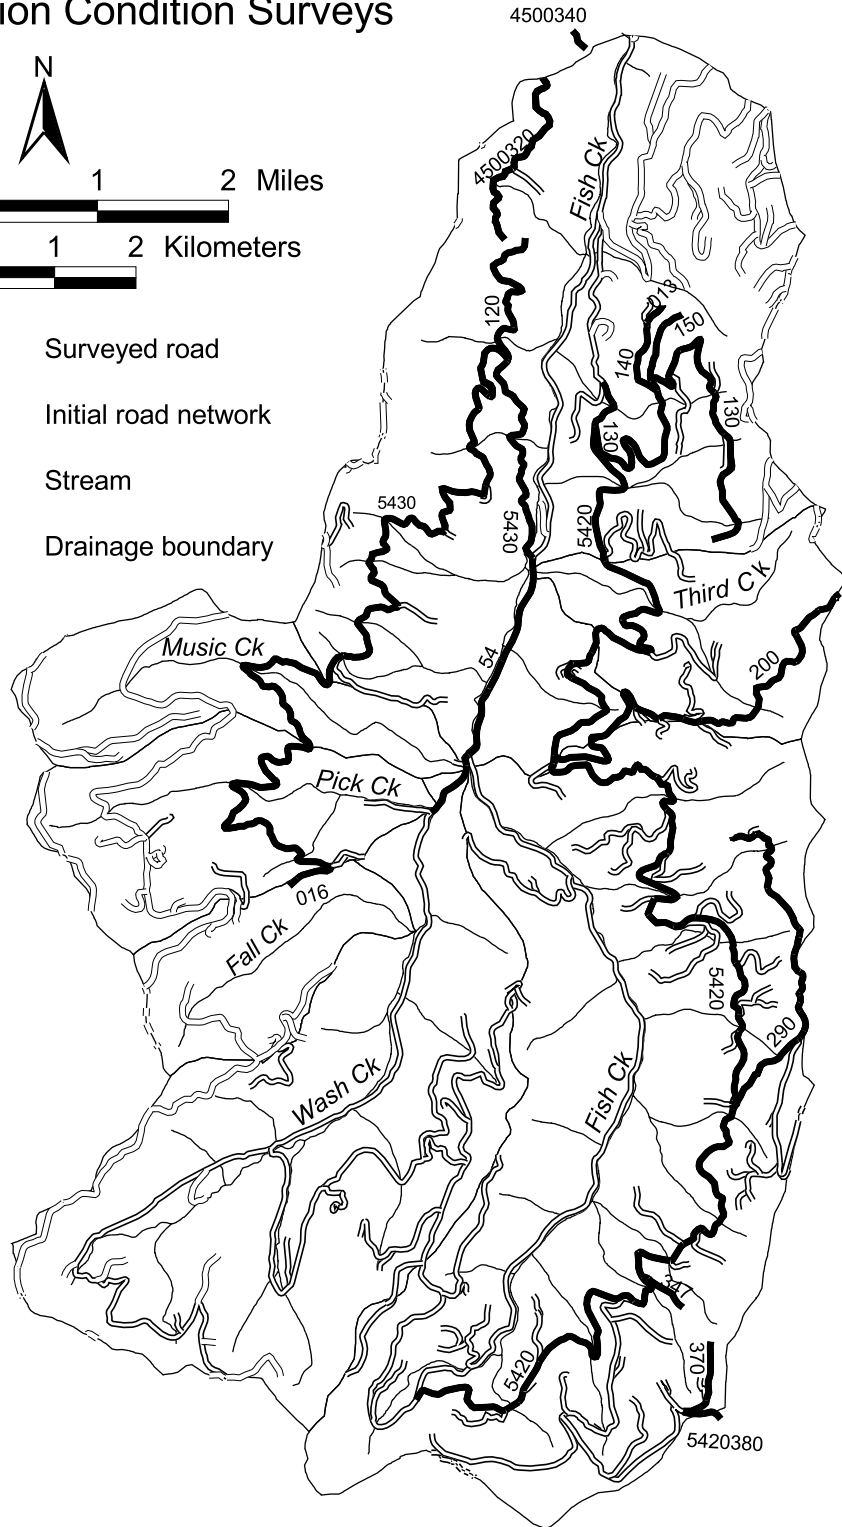 ion Condition Surveys
4500340
N
1 2 Miles
1 2 Kilometers
Surveyed road
Initial road network
Stream
Drainage boundary
4500320
Fish Ck
120
013
150
140
130
130
5430
5430
5420
Third Ck
Music Ck
54
200
Pick Ck
016
Fall Ck
5420
290
Wash Ck
Fish Ck
347
5420
370
5420380